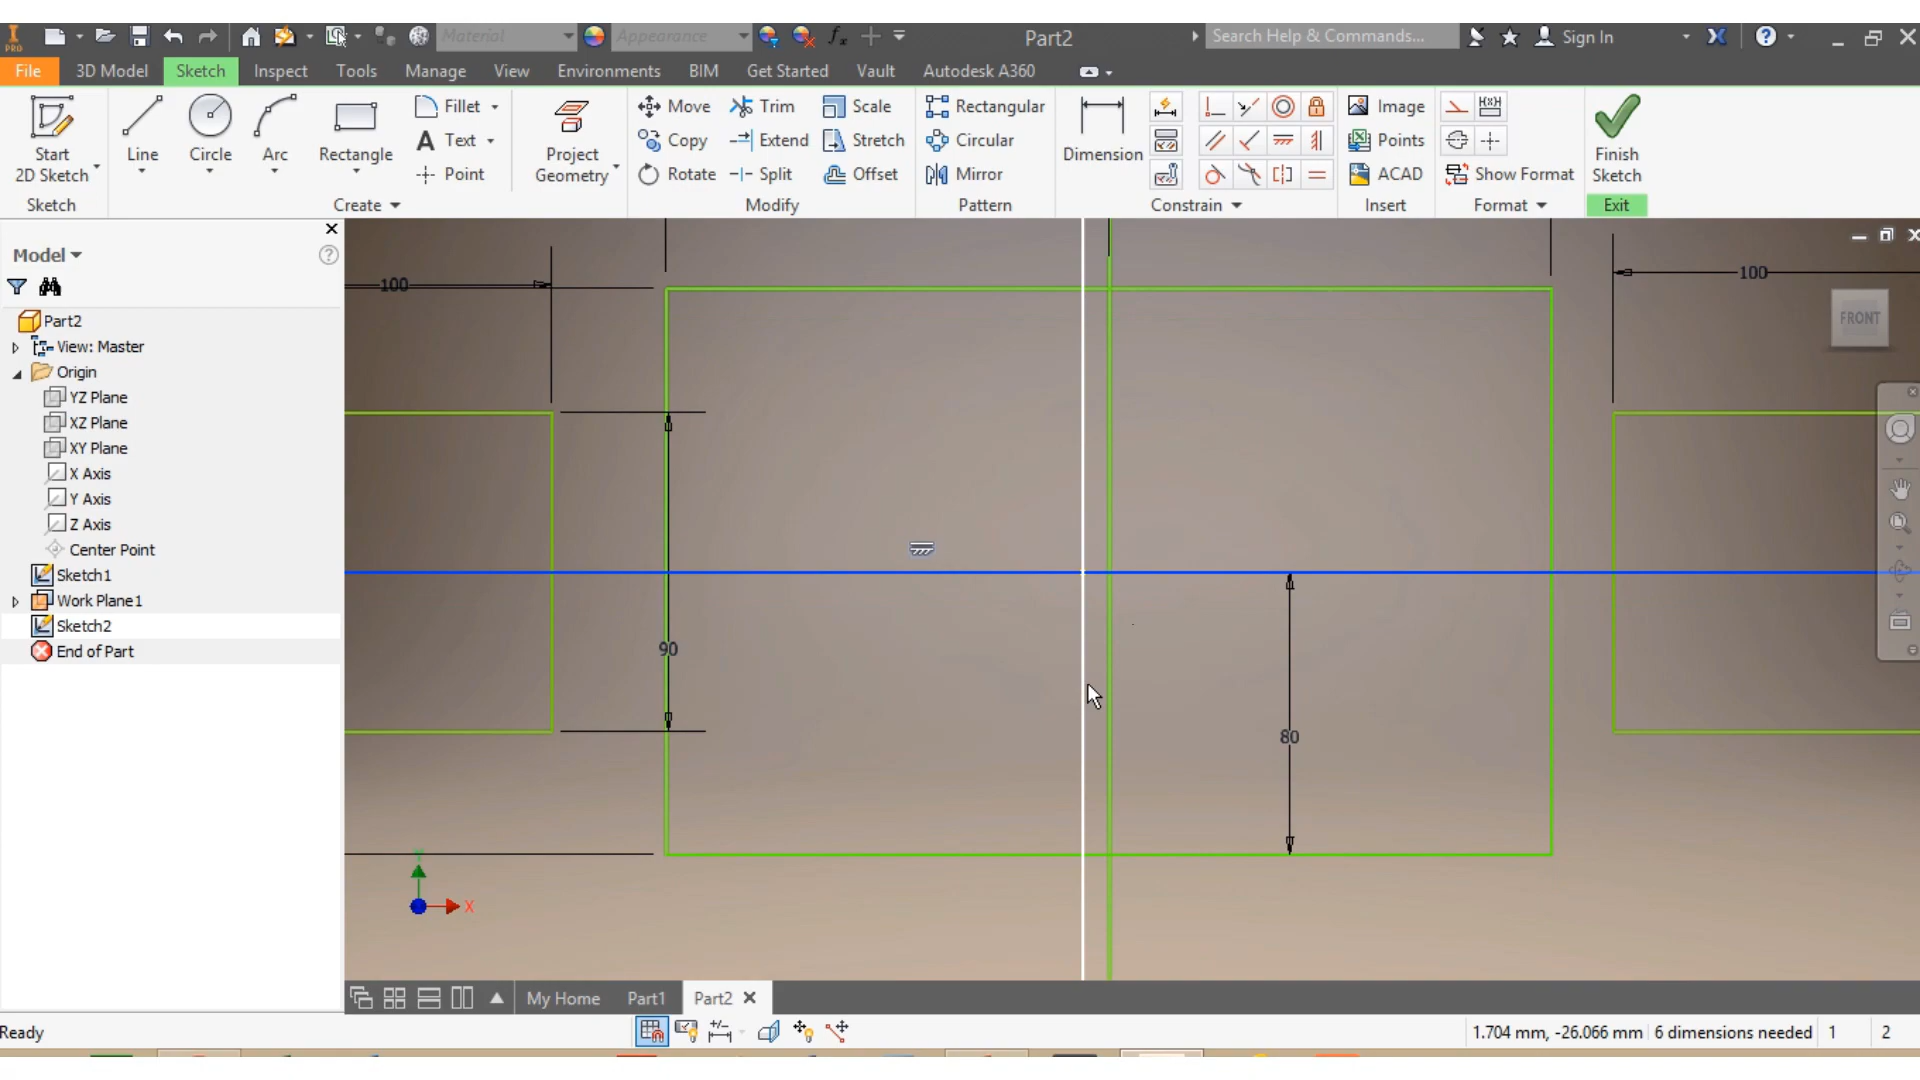 PRO
Material
Appearance
Part2
Search Help & Commands...
Sign In
File
3D Model
Sketch
Inspect
Tools
Manage
View
Environments
BIM
Get Started
Vault
Autodesk A360
Start
2D Sketch
Line
Circle
Arc
Rectangle
Fillet
Text
Point
Project
Geometry
Move
Copy
Rotate
Trim
Extend
Split
Scale
Stretch
Offset
Rectangular
Circular
Mirror
Dimension
Image
Points
ACAD
Show Format
Finish
Sketch
Sketch
Create
Modify
Pattern
Constrain
Insert
Format
Exit
Model
Part2
View: Master
Origin
YZ Plane
XZ Plane
XY Plane
X Axis
Y Axis
Z Axis
Center Point
Sketch1
Work Plane1
Sketch2
End of Part
100
100
FRONT
90
80
X
My Home
Part1
Part2
Ready
1.704 mm, -26.066 mm
6 dimensions needed
1
2